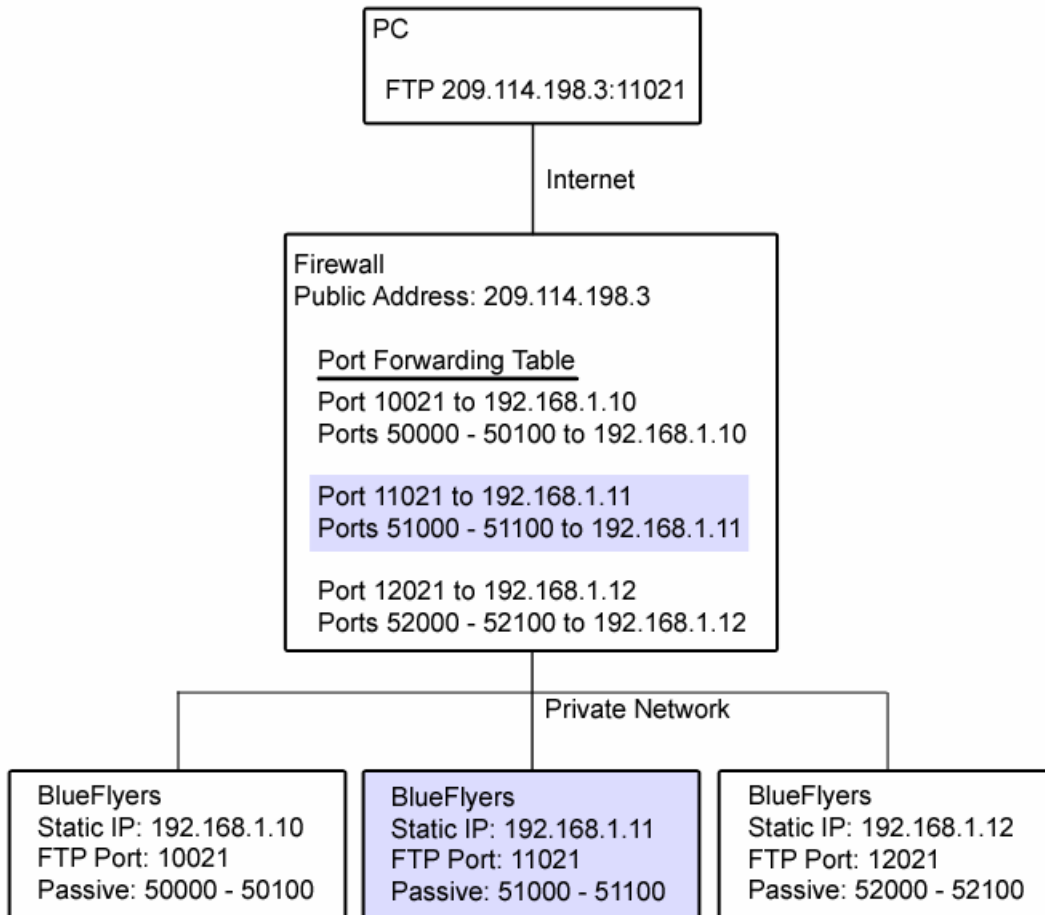 PC
FTP 209.114.198.3:11021
Internet
Firewall
Public Address: 209.114.198.3
Port Forwarding Table
Port 10021 to 192.168.1.10
Ports 50000 - 50100 to 192.168.1.10
Port 11021 to 192.168.1.11
Ports 51000 - 51100 to 192.168.1.11
Port 12021 to 192.168.1.12
Ports 52000 - 52100 to 192.168.1.12
Private Network
BlueFlyers
Static IP: 192.168.1.10
FTP Port: 10021
Passive: 50000 - 50100
BlueFlyers
Static IP: 192.168.1.11
FTP Port: 11021
Passive: 51000 - 51100
BlueFlyers
Static IP: 192.168.1.12
FTP Port: 12021
Passive: 52000 - 52100